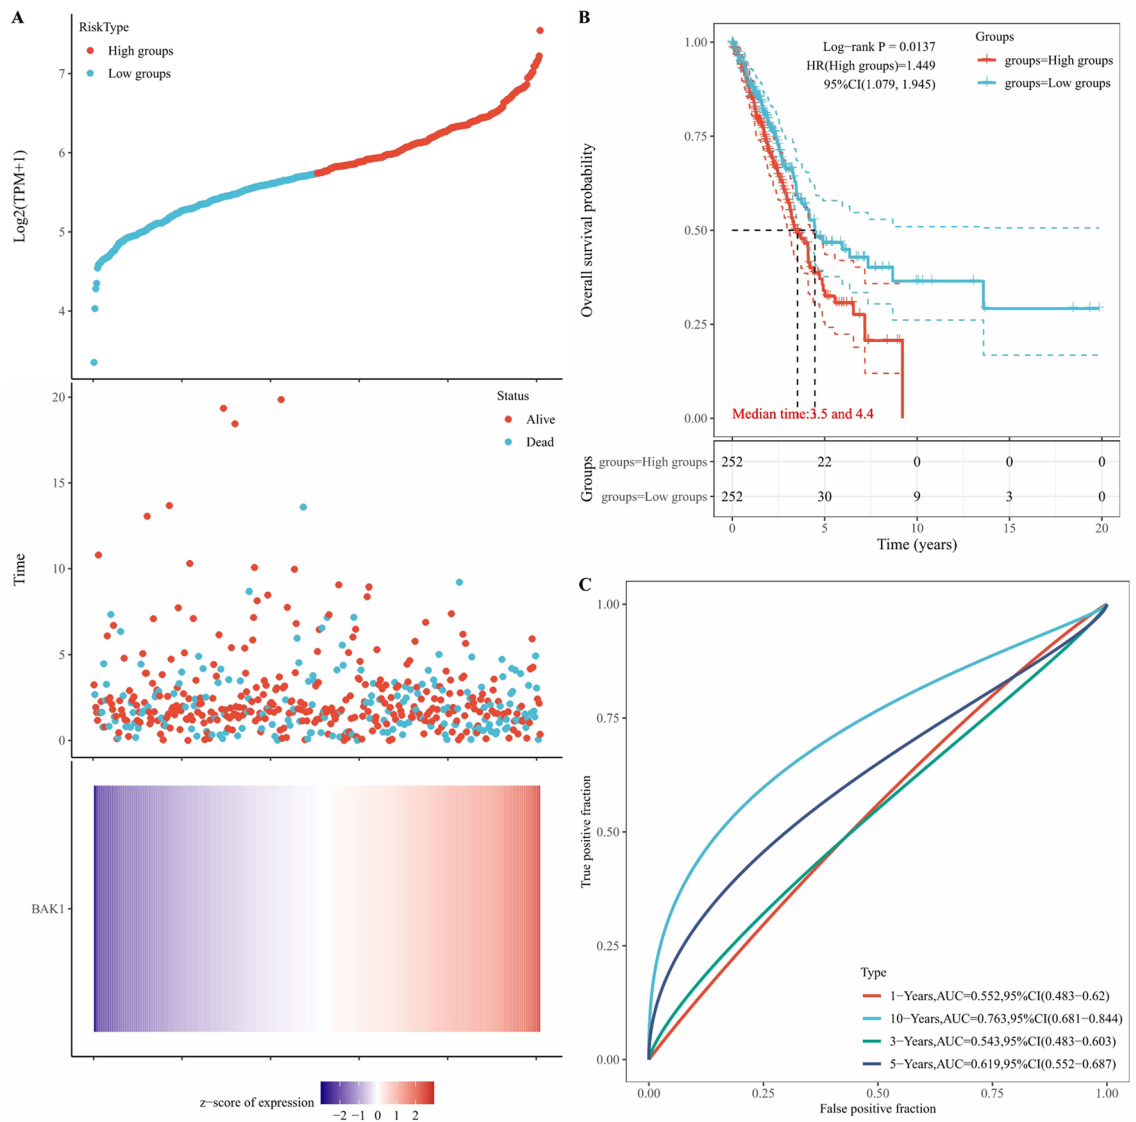 A
RiskType
High groups
Low groups
Log2(TPM+1)
7
6
5
4
Status
Alive
Dead
Time
20
15
10
5
0
BAK1
z−score of expression
−2 −1 0 1 2
B
Log−rank P = 0.0137
HR(High groups)=1.449
95%CI(1.079, 1.945)
Groups
groups=High groups
groups=Low groups
Overall survival probability
1.00
0.75
0.50
0.25
0.00
Median time:3.5 and 4.4
Groups
groups=High groups 252 22 0 0 0
groups=Low groups 252 30 9 3 0
0 5 10 15 20
Time (years)
C
True positive fraction
1.00
0.75
0.50
0.25
0.00
Type
1−Years,AUC=0.552,95%CI(0.483−0.62)
10−Years,AUC=0.763,95%CI(0.681−0.844)
3−Years,AUC=0.543,95%CI(0.483−0.603)
5−Years,AUC=0.619,95%CI(0.552−0.687)
0.00 0.25 0.50 0.75 1.00
False positive fraction